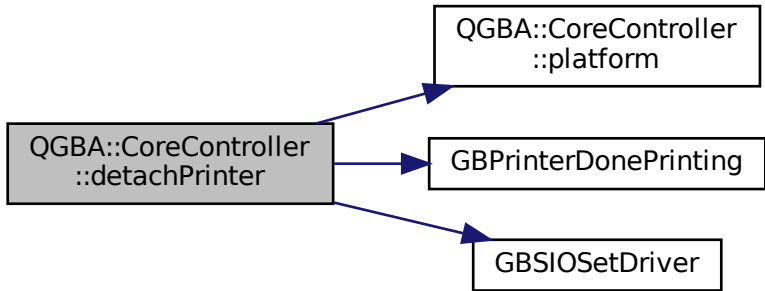 QGBA::CoreController
::platform
QGBA::CoreController
::detachPrinter
GBPrinterDonePrinting
GBSIOSetDriver